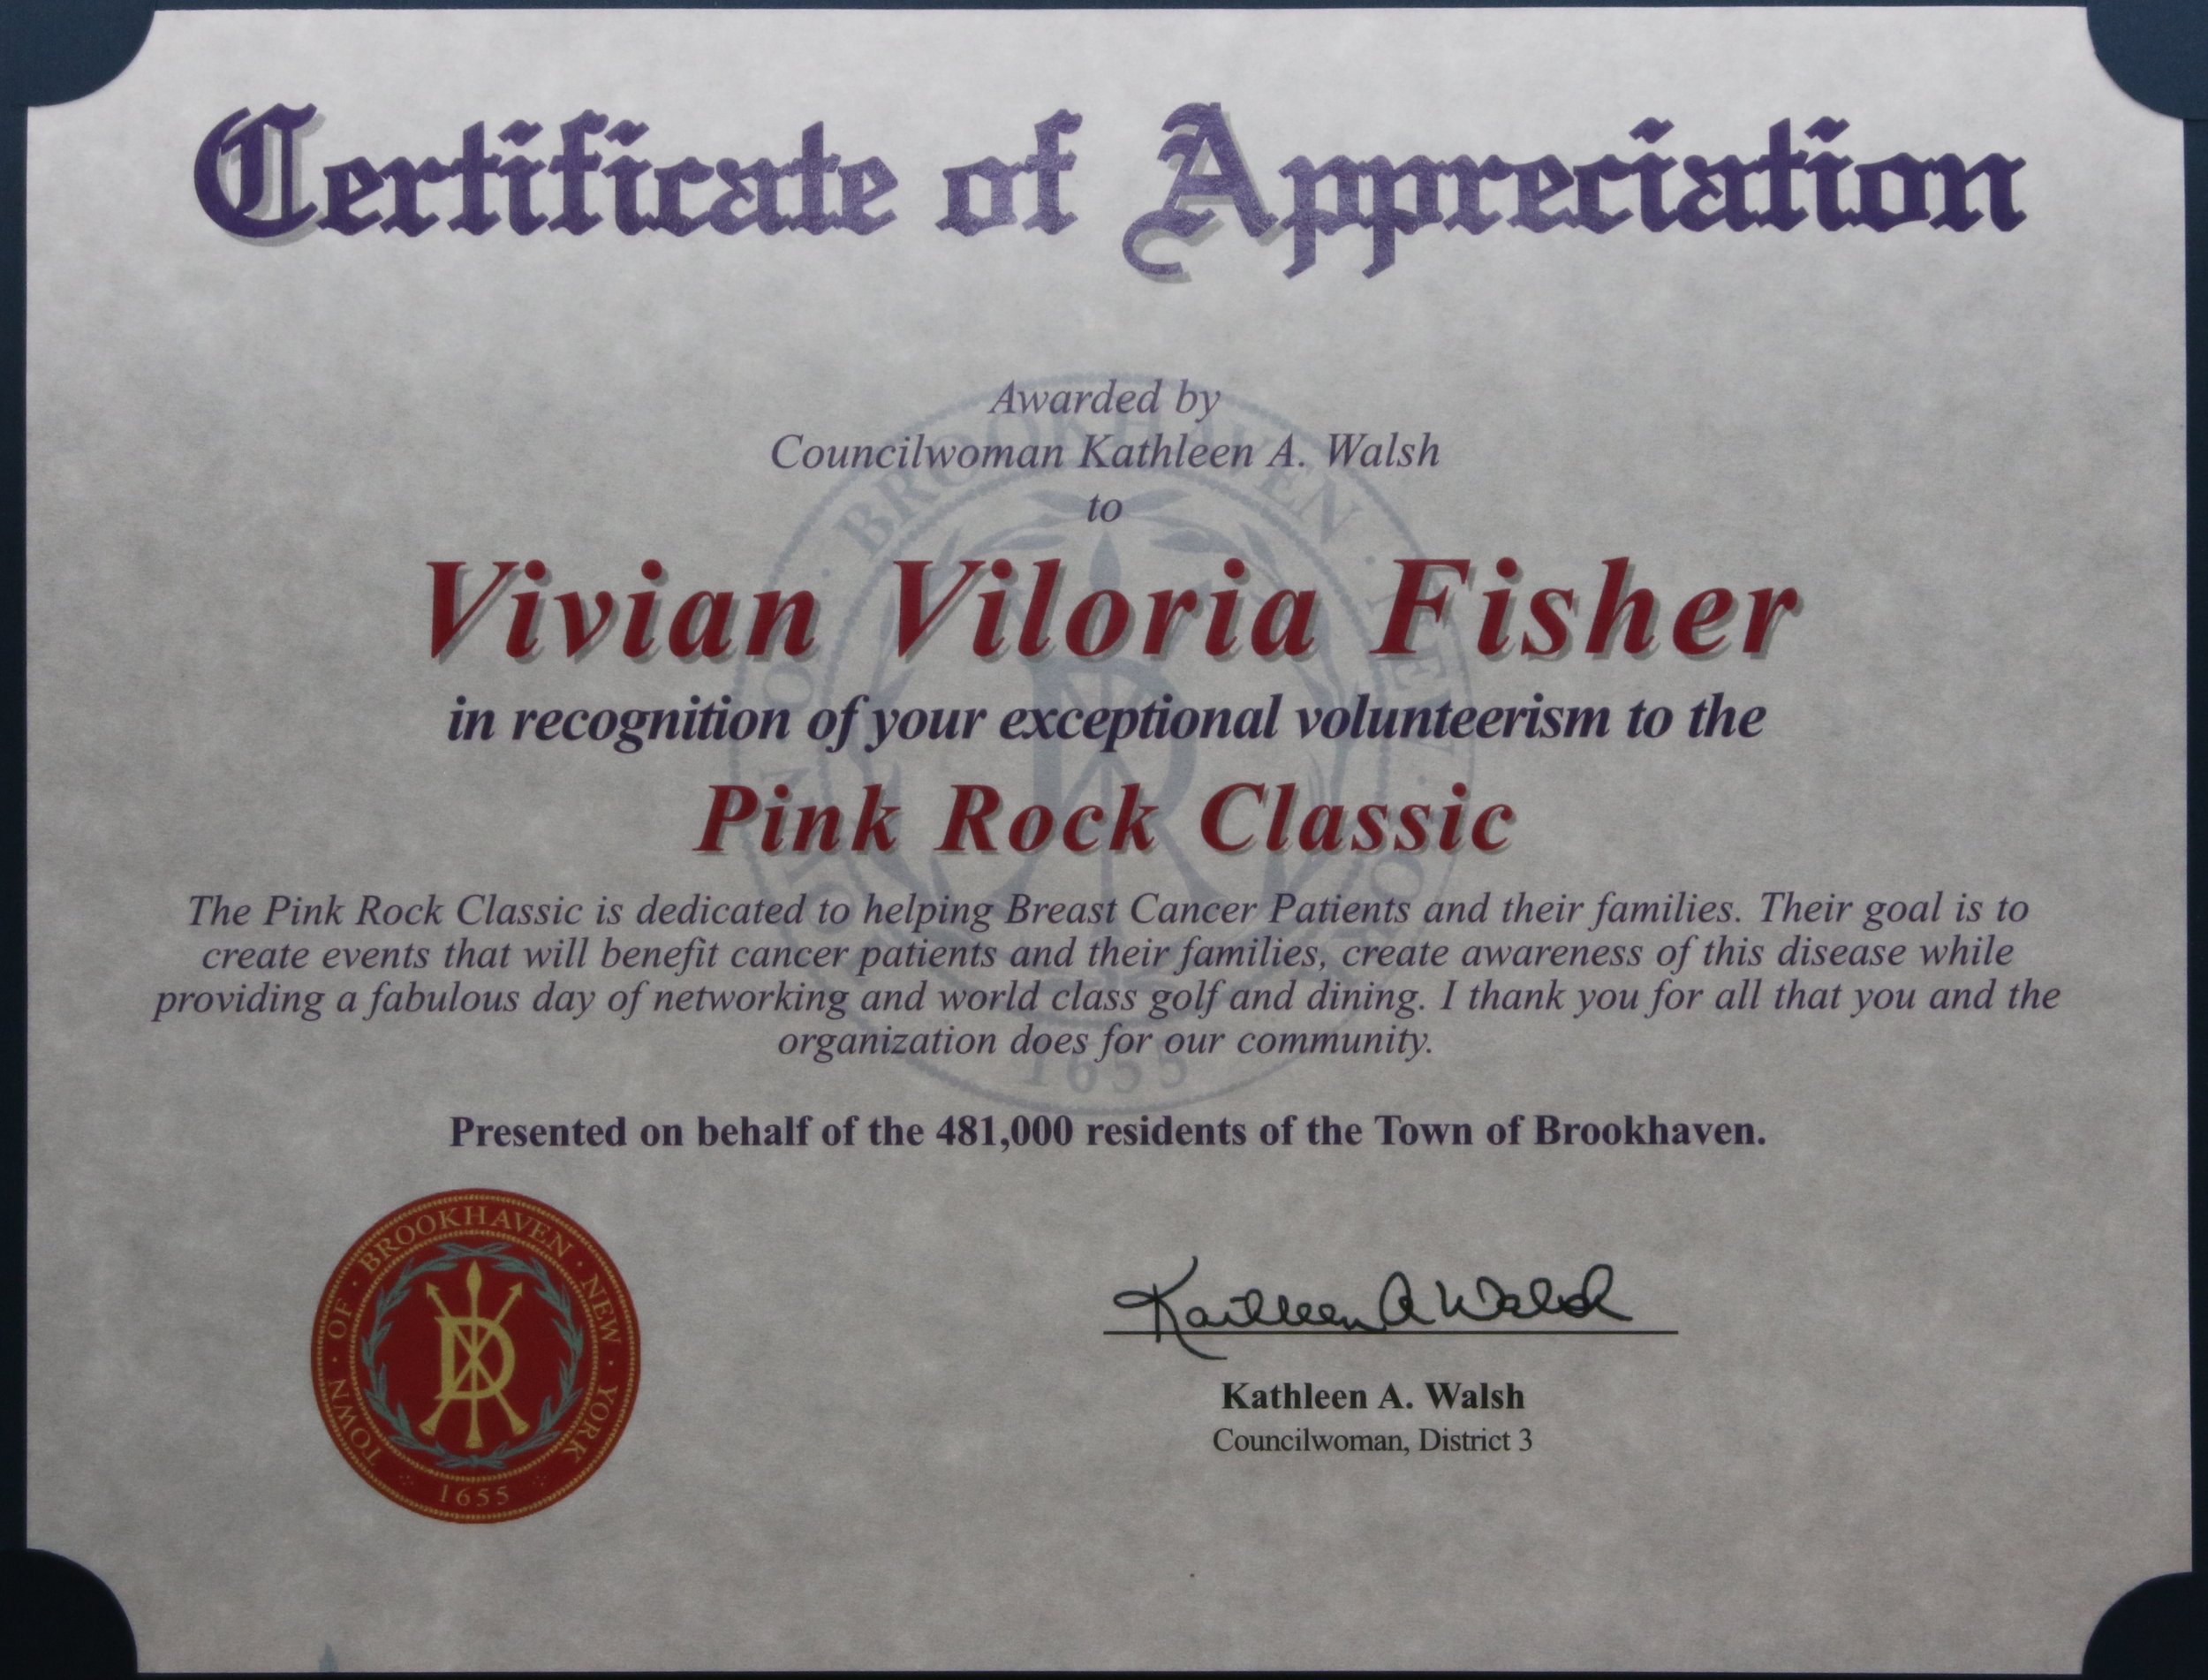 Certificate of Appreciation
Awarded by
Councilwoman Kathleen A. Walsh
to
Vivian Viloria Fisher
in recognition of your exceptional volunteerism to the
Pink Rock Classic
The Pink Rock Classic is dedicated to helping Breast Cancer Patients and their families. Their goal is to
create events that will benefit cancer patients and their families, create awareness of this disease while
providing a fabulous day of networking and world class golf and dining. I thank you for all that you and the
organization does for our community.
Presented on behalf of the 481,000 residents of the Town of Brookhaven.
TOWN · OF · BROOKHAVEN · NEW · YORK
1655
Kathleen A Walsh
Kathleen A. Walsh
Councilwoman, District 3